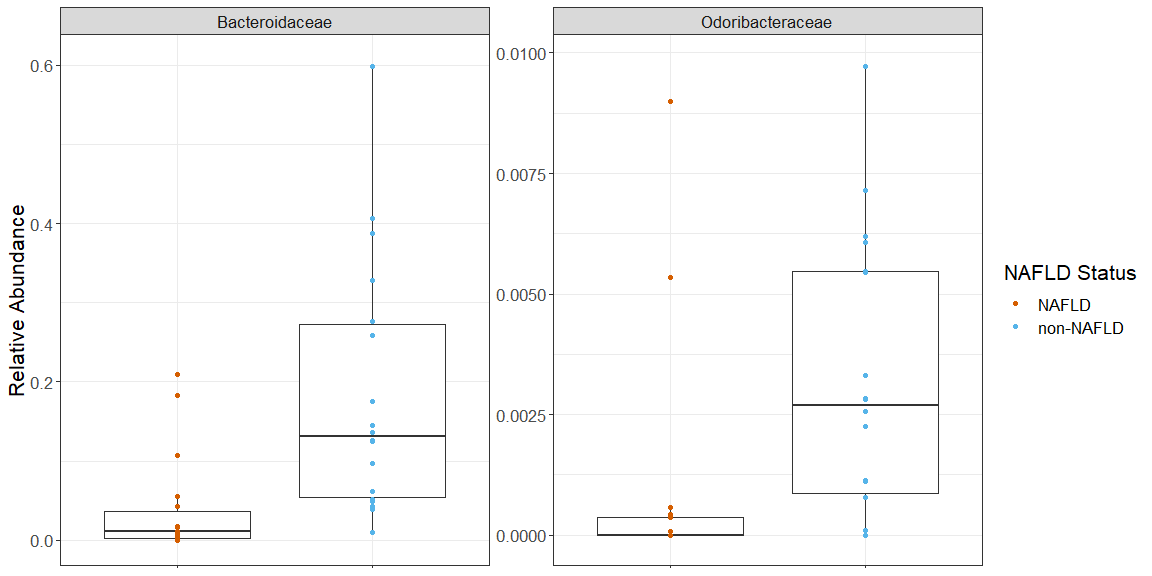 Bacteroidaceae
Odoribacteraceae
Relative Abundance
0.6
0.4
0.2
0.0
0.0100
0.0075
0.0050
0.0025
0.0000
NAFLD Status
NAFLD
non-NAFLD